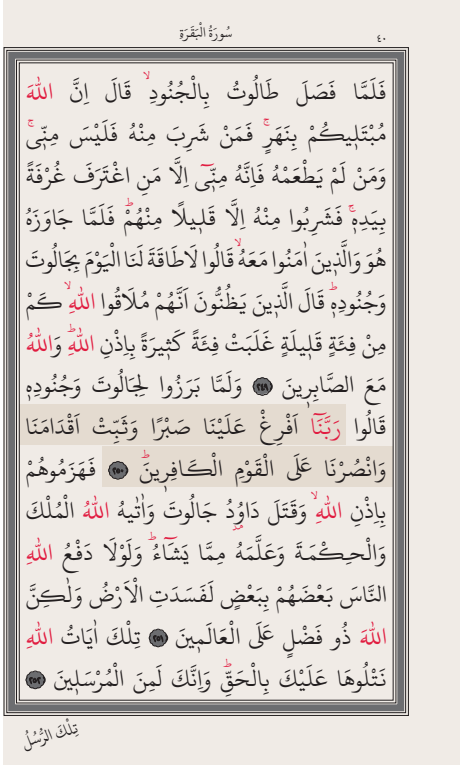 سُورَةُ الْبَقَرَةِ
٤٠
فَلَمَّا فَصَلَ طَالُوتُ بِالْجُنُودِۙ قَالَ اِنَّ اللّٰهَ
مُبْتَلٖيكُمْ بِنَهَرٍۚ فَمَنْ شَرِبَ مِنْهُ فَلَيْسَ مِنّٖىۚ
وَمَنْ لَمْ يَطْعَمْهُ فَاِنَّهُ مِنّٖٓى اِلَّا مَنِ اغْتَرَفَ غُرْفَةً
بِيَدِهٖۚ فَشَرِبُوا مِنْهُ اِلَّا قَلٖيلًا مِنْهُمْؕ فَلَمَّا جَاوَزَهُ
هُوَ وَالَّذٖينَ اٰمَنُوا مَعَهُۙ قَالُوا لَا طَاقَةَ لَنَا الْيَوْمَ بِجَالُوتَ
وَجُنُودِهٖؕ قَالَ الَّذٖينَ يَظُنُّونَ اَنَّهُمْ مُلَاقُوا اللّٰهِۙ كَمْ
مِنْ فِئَةٍ قَلٖيلَةٍ غَلَبَتْ فِئَةً كَثٖيرَةً بِاِذْنِ اللّٰهِؕ وَاللّٰهُ
مَعَ الصَّابِرٖينَ ﴿٢٤٩﴾ وَلَمَّا بَرَزُوا لِجَالُوتَ وَجُنُودِهٖ
قَالُوا رَبَّنَٓا اَفْرِغْ عَلَيْنَا صَبْرًا وَثَبِّتْ اَقْدَامَنَا
وَانْصُرْنَا عَلَى الْقَوْمِ الْكَافِرٖينَؕ ﴿٢٥٠﴾ فَهَزَمُوهُمْ
بِاِذْنِ اللّٰهِۙ وَقَتَلَ دَاوُ۫دُ جَالُوتَ وَاٰتٰيهُ اللّٰهُ الْمُلْكَ
وَالْحِكْمَةَ وَعَلَّمَهُ مِمَّا يَشَٓاءُؕ وَلَوْلَا دَفْعُ اللّٰهِ
النَّاسَ بَعْضَهُمْ بِبَعْضٍ لَفَسَدَتِ الْاَرْضُ وَلٰكِنَّ
اللّٰهَ ذُو فَضْلٍ عَلَى الْعَالَمٖينَ ﴿٢٥١﴾ تِلْكَ اٰيَاتُ اللّٰهِ
نَتْلُوهَا عَلَيْكَ بِالْحَقِّؕ وَاِنَّكَ لَمِنَ الْمُرْسَلٖينَ ﴿٢٥٢﴾
تِلْكَ الرُّسُلُ